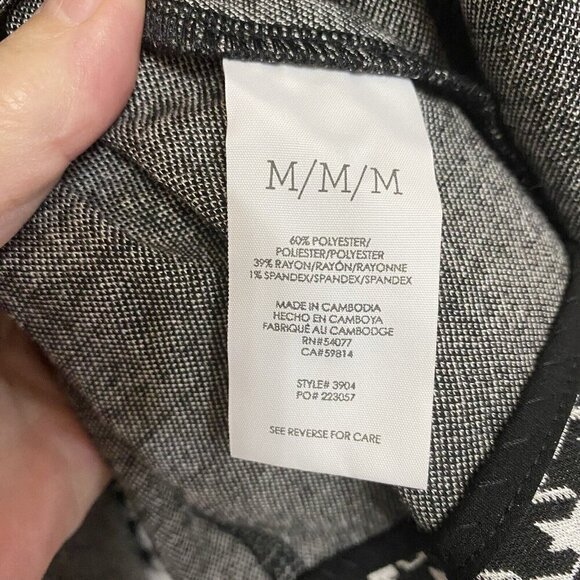 M/M/M
60% POLYESTER/
POLIESTER/POLYESTER
39% RAYON/RAYÓN/RAYONNE
1% SPANDEX/SPANDEX/SPANDEX
MADE IN CAMBODIA
HECHO EN CAMBOYA
FABRIQUÉ AU CAMBODGE
RN#54077
CA#59814
STYLE# 3904
PO# 223057
SEE REVERSE FOR CARE